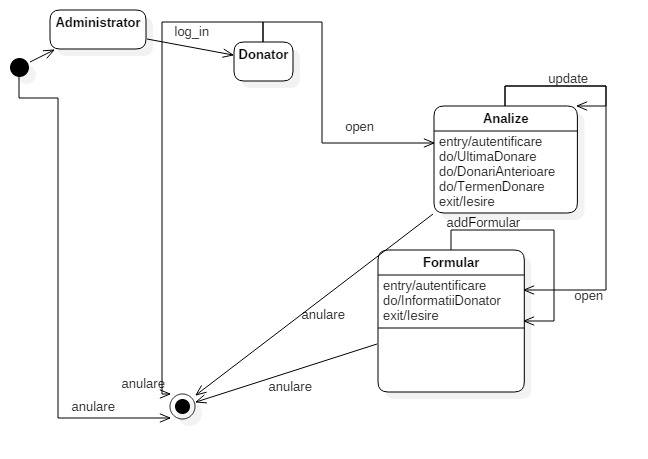 Administrator
log_in
Donator
update
open
Analize
entry/autentificare
do/UltimaDonare
do/DonariAnterioare
do/TermenDonare
exit/Iesire
addFormular
Formular
entry/autentificare
do/InformatiiDonator
exit/Iesire
open
anulare
anulare
anulare
anulare